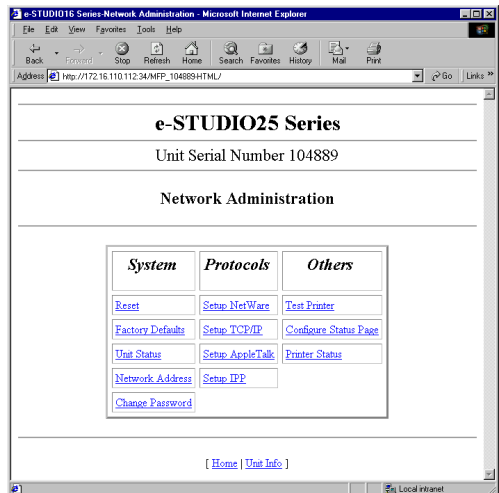 e-STUDIO16 Series-Network Administration - Microsoft Internet Explorer
File Edit View Favorites Tools Help
Back Forward Stop Refresh Home Search Favorites History Mail Print
Address http://172.16.110.112:34/MFP_104889-HTML/ Go Links »
e-STUDIO25 Series
Unit Serial Number 104889
Network Administration
System Protocols Others
Reset Setup NetWare Test Printer
Factory Defaults Setup TCP/IP Configure Status Page
Unit Status Setup AppleTalk Printer Status
Network Address Setup IPP
Change Password
[ Home | Unit Info ]
Local intranet